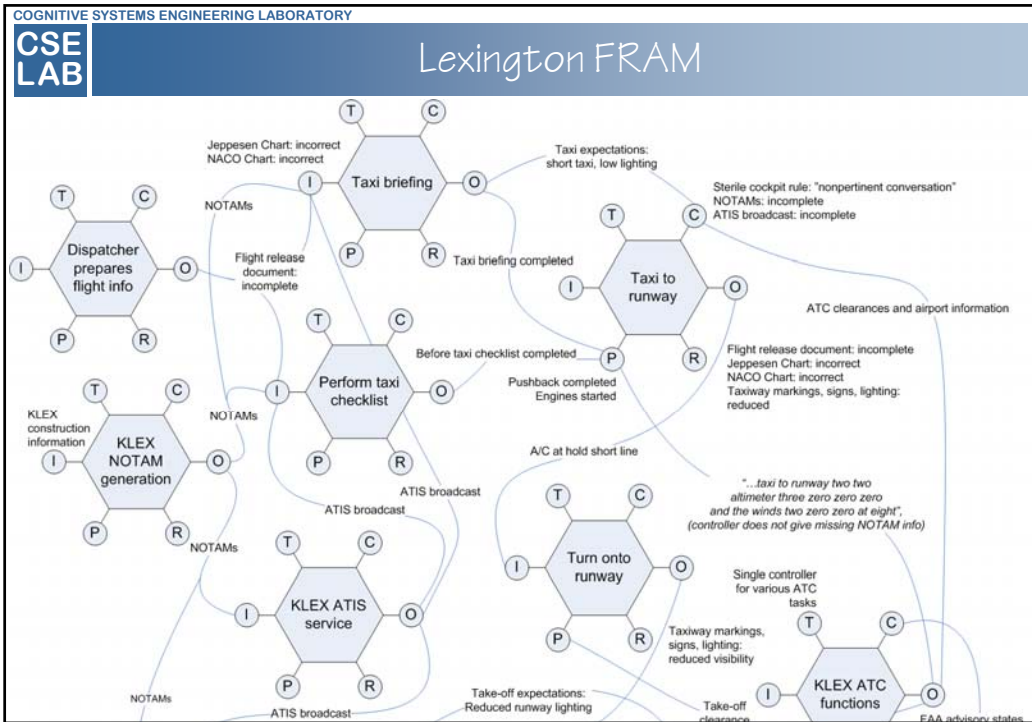 COGNITIVE SYSTEMS ENGINEERING LABORATORY
CSE
LAB
Lexington FRAM
T
C
Jeppesen Chart: incorrect
NACO Chart: incorrect
I
Taxi briefing
O
P
R
Taxi expectations:
short taxi, low lighting
Sterile cockpit rule: "nonpertinent conversation"
NOTAMs: incomplete
ATIS broadcast: incomplete
NOTAMs
T
C
Dispatcher
prepares
flight info
I
O
P
R
Flight release
document:
incomplete
Taxi briefing completed
T
C
Taxi to
runway
I
O
P
R
ATC clearances and airport information
T
C
Perform taxi
checklist
I
O
P
R
Before taxi checklist completed
Pushback completed
Engines started
Flight release document: incomplete
Jeppesen Chart: incorrect
NACO Chart: incorrect
Taxiway markings, signs, lighting:
reduced
NOTAMs
KLEX
construction
information
T
C
KLEX
NOTAM
generation
I
O
P
R
A/C at hold short line
ATIS broadcast
ATIS broadcast
"...taxi to runway two two
altimeter three zero zero zero
and the winds two zero zero at eight",
(controller does not give missing NOTAM info)
NOTAMs
T
C
KLEX ATIS
service
I
O
P
R
T
C
Turn onto
runway
I
O
P
R
Single controller
for various ATC
tasks
Taxiway markings,
signs, lighting:
reduced visibility
T
C
KLEX ATC
functions
I
O
NOTAMs
ATIS broadcast
Take-off expectations:
Reduced runway lighting
Take-off
clearance
FAA advisory states